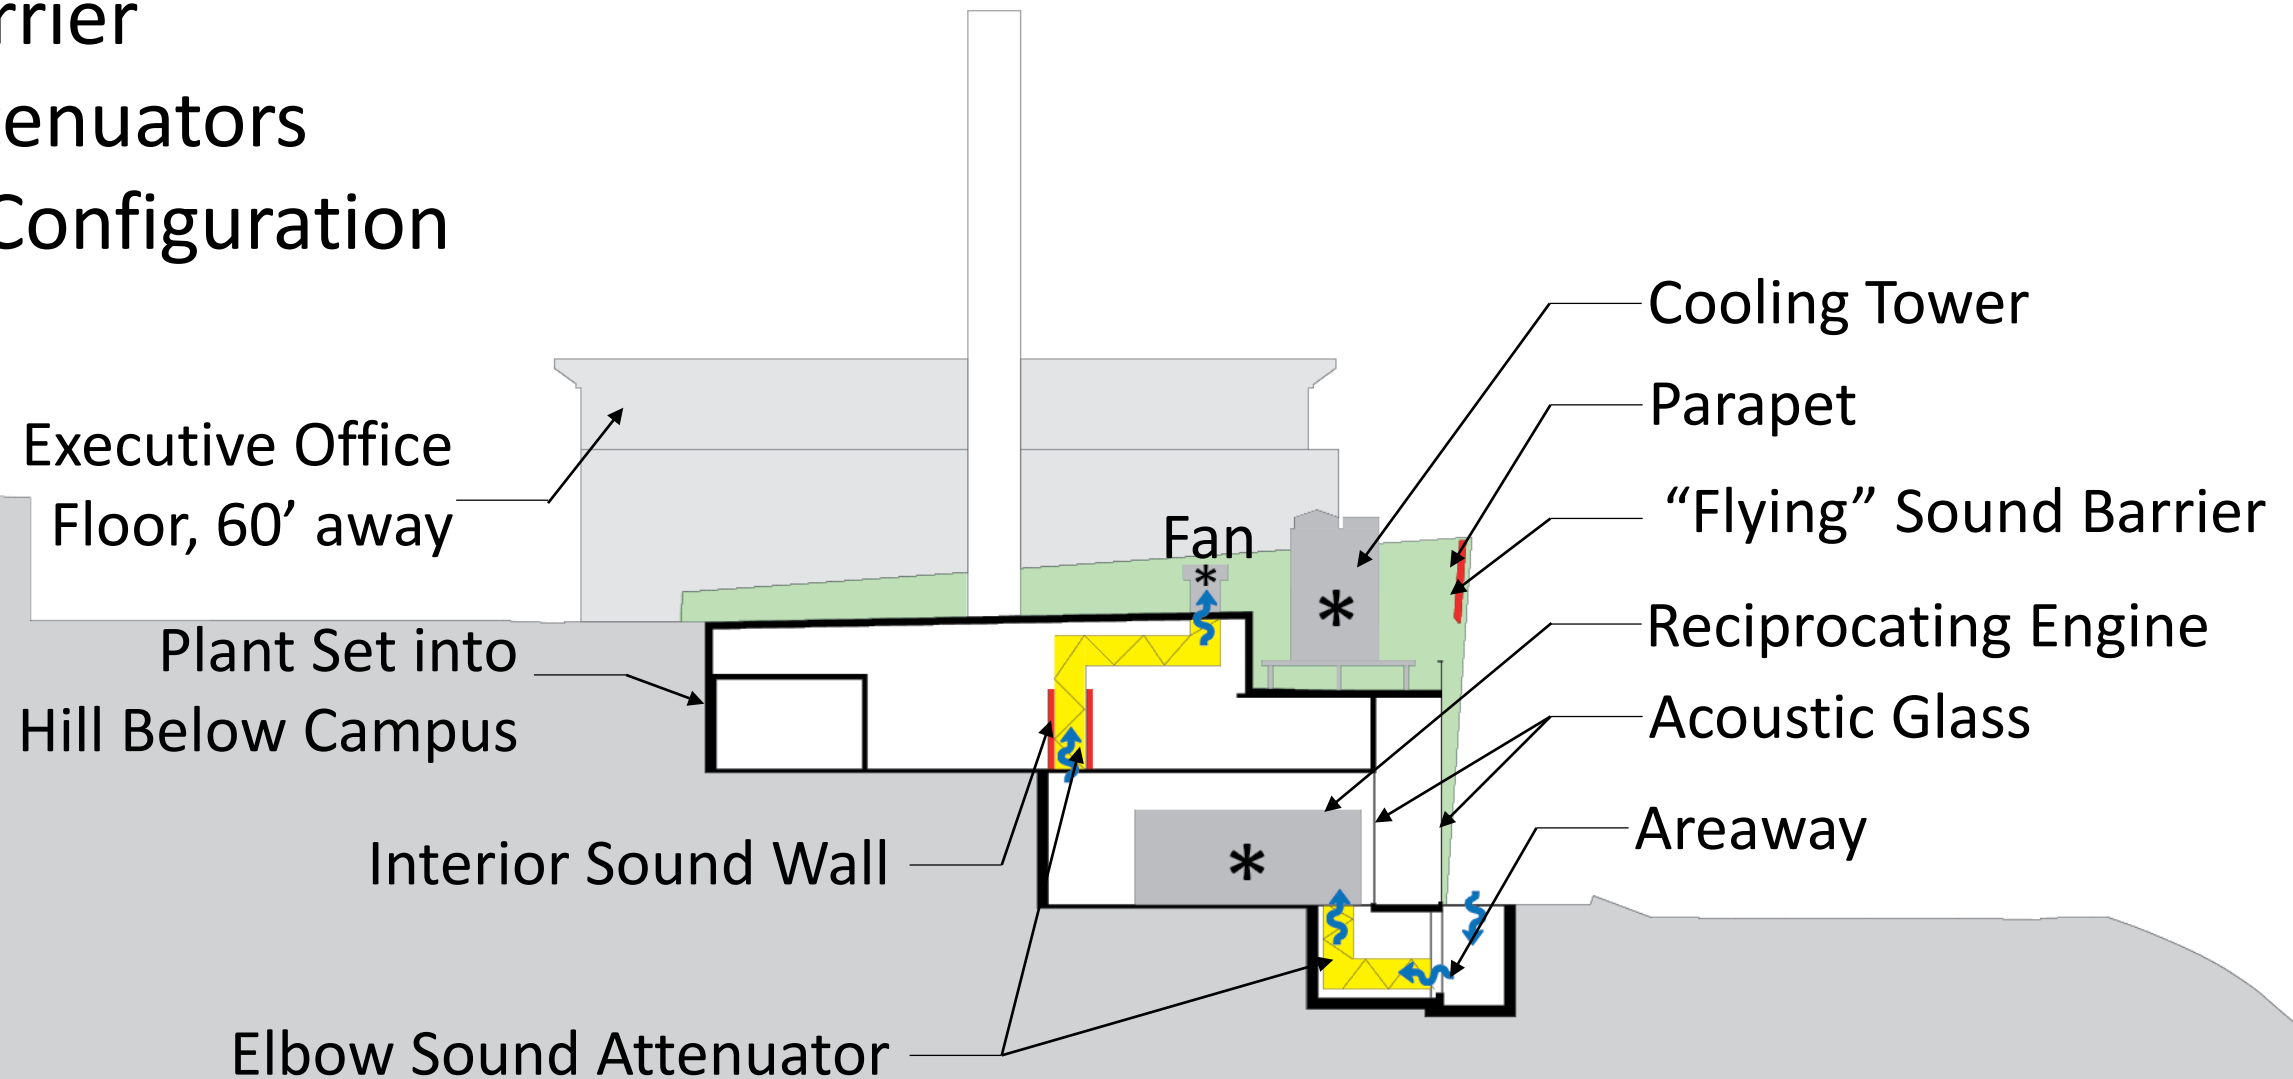 rrier
enuators
Configuration
Cooling Tower
Parapet
Executive Office
Floor, 60’ away
“Flying” Sound Barrier
Fan
*
*
Reciprocating Engine
Plant Set into
Hill Below Campus
Acoustic Glass
Areaway
Interior Sound Wall
*
Elbow Sound Attenuator